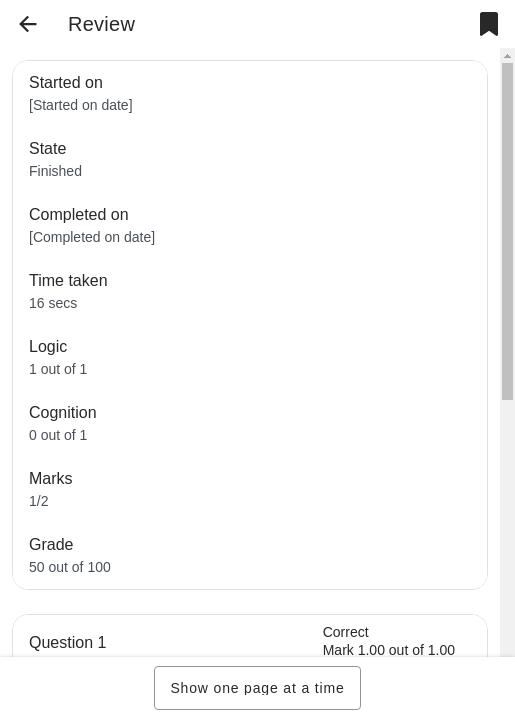 Review
Started on
[Started on date]
State
Finished
Completed on
[Completed on date]
Time taken
16 secs
Logic
1 out of 1
Cognition
0 out of 1
Marks
1/2
Grade
50 out of 100
Question 1
Correct
Mark 1.00 out of 1.00
Show one page at a time